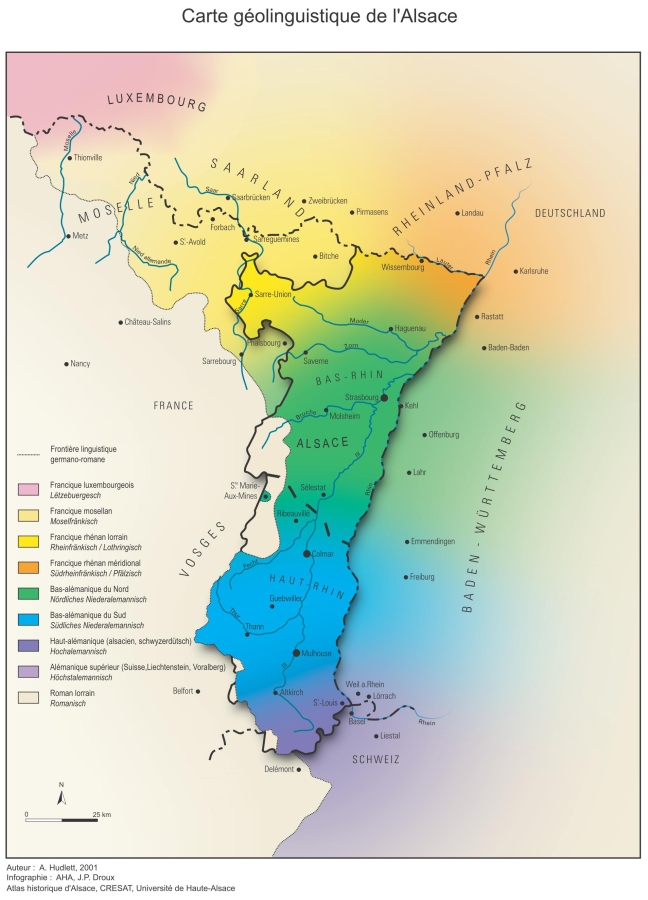 Carte géolinguistique de l'Alsace
LUXEMBOURG
Moselle
Thionville
Nied
SAARLAND
Saar
Saarbrücken
Zweibrücken
RHEINLAND-PFALZ
Pirmasens
Landau
DEUTSCHLAND
MOSELLE
Metz
Forbach
St-Avold
Sarreguemines
Bitche
Nied allemande
Wissembourg
Lauter
Rhein
Karlsruhe
Sarre-Union
Sarre
Rastatt
Château-Salins
Moder
Haguenau
Phalsbourg
Zorn
Baden-Baden
Sarrebourg
Saverne
Nancy
BAS-RHIN
Strasbourg
FRANCE
Kehl
Bruche
Molsheim
Offenburg
ALSACE
Ill
Lahr
Rhein
BADEN-WÜRTTEMBERG
Ste Marie-
Aux-Mines
Sélestat
Ribeauvillé
VOSGES
Emmendingen
Colmar
Fecht
HAUT-RHIN
Freiburg
Guebwiller
Thur
Thann
Mulhouse
Ill
Belfort
Altkirch
Weil a.Rhein
Lörrach
St-Louis
Basel
Rhein
Liestal
SCHWEIZ
Delémont
Frontière linguistique
germano-romane
Francique luxembourgeois
Lëtzebuergesch
Francique mosellan
Moselfränkisch
Francique rhénan lorrain
Rheinfränkisch / Lothringisch
Francique rhénan méridional
Südrheinfränkisch / Pfälzisch
Bas-alémanique du Nord
Nördliches Niederalemannisch
Bas-alémanique du Sud
Südliches Niederalemannisch
Haut-alémanique (alsacien, schwyzerdütsch)
Hochalemannisch
Alémanique supérieur (Suisse,Liechtenstein, Voralberg)
Höchstalemannisch
Roman lorrain
Romanisch
N
0 25 km
Auteur : A. Hudlett, 2001
Infographie : AHA, J.P. Droux
Atlas historique d'Alsace, CRESAT, Université de Haute-Alsace